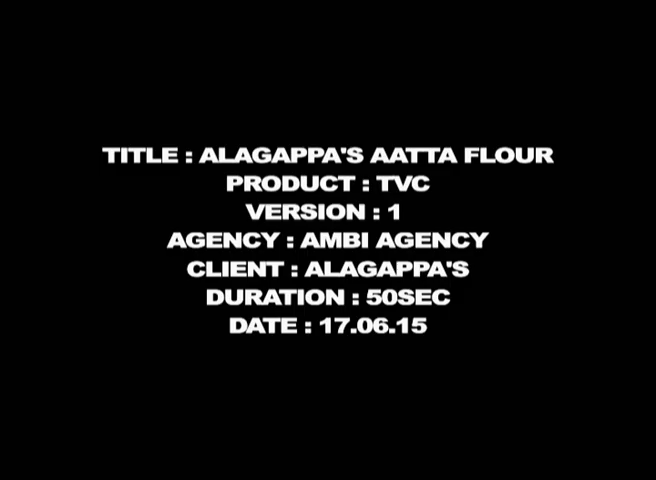 TITLE : ALAGAPPA'S AATTA FLOUR
PRODUCT : TVC
VERSION : 1
AGENCY : AMBI AGENCY
CLIENT : ALAGAPPA'S
DURATION : 50SEC
DATE : 17.06.15